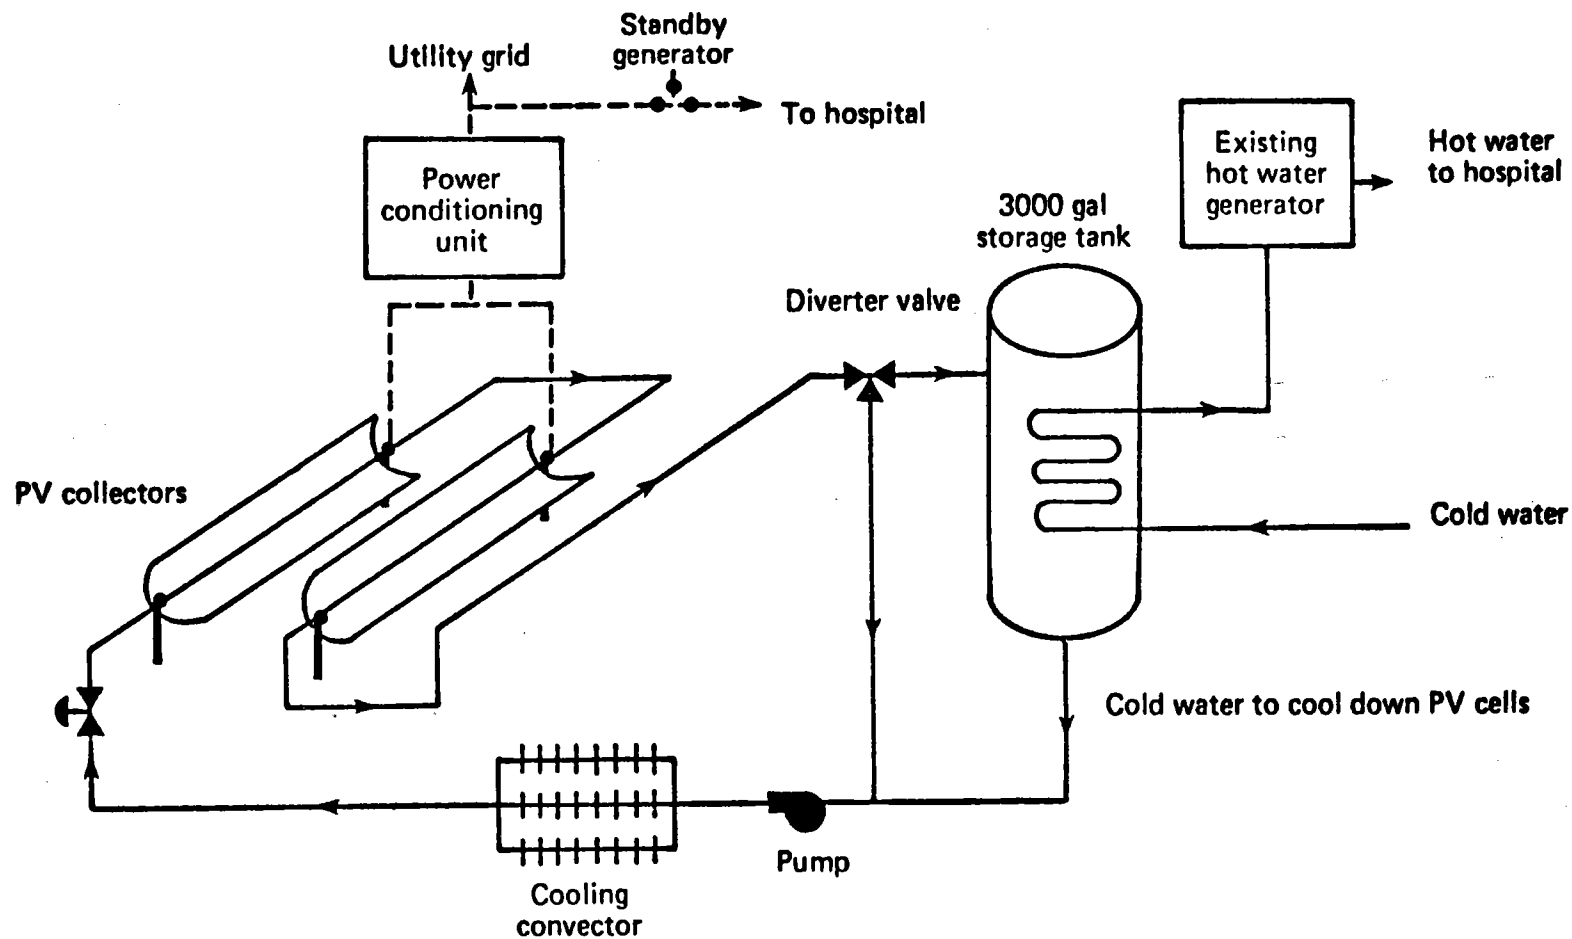 Standby
generator
Utility grid
To hospital
Power
conditioning
unit
Existing
hot water
generator
Hot water
to hospital
3000 gal
storage tank
Diverter valve
PV collectors
Cold water
Cold water to cool down PV cells
Pump
Cooling
convector